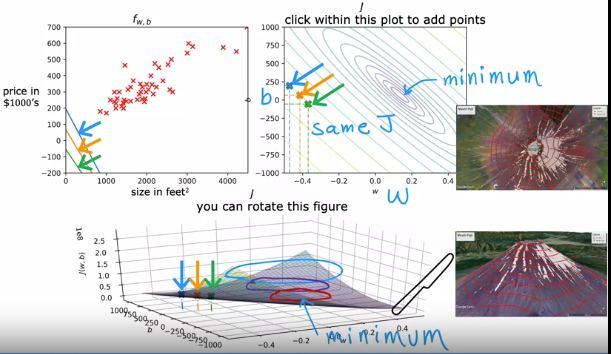 f_{w, b}
700
600
500
400
300
200
100
0
−100
−200
price in
$1000's
0
1000
2000
3000
4000
size in feet²
J
click within this plot to add points
1000
750
500
250
0
−250
−500
−750
−1000
b
b
minimum
same J
−0.4
−0.2
0.0
0.2
0.4
w
W
J
you can rotate this figure
1e8
2.5
2.0
1.5
1.0
0.5
0.0
J(w, b)
1000
750
500
250
0
−250
−500
−750
−1000
b
−0.4
−0.2
0.0
0.2
0.4
w
minimum